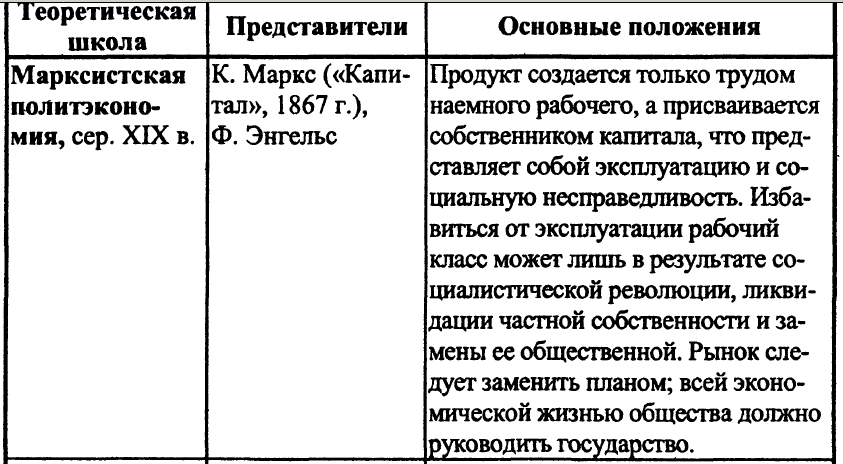 Теоретическая
школа
Представители
Основные положения
Марксистская
политэконо-
мия, сер. XIX в.
К. Маркс («Капи-
тал», 1867 г.),
Ф. Энгельс
Продукт создается только трудом
наемного рабочего, а присваивается
собственником капитала, что пред-
ставляет собой эксплуатацию и со-
циальную несправедливость. Изба-
виться от эксплуатации рабочий
класс может лишь в результате со-
циалистической революции, ликви-
дации частной собственности и за-
мены ее общественной. Рынок сле-
дует заменить планом; всей эконо-
мической жизнью общества должно
руководить государство.